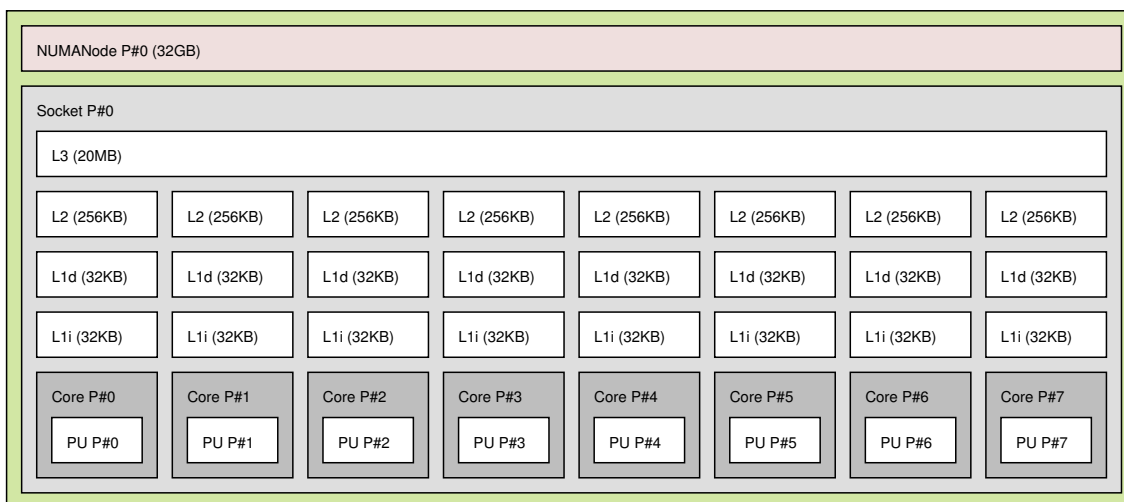 NUMANode P#0 (32GB)
Socket P#0
L3 (20MB)
L2 (256KB) L2 (256KB) L2 (256KB) L2 (256KB) L2 (256KB) L2 (256KB) L2 (256KB) L2 (256KB)
L1d (32KB) L1d (32KB) L1d (32KB) L1d (32KB) L1d (32KB) L1d (32KB) L1d (32KB) L1d (32KB)
L1i (32KB) L1i (32KB) L1i (32KB) L1i (32KB) L1i (32KB) L1i (32KB) L1i (32KB) L1i (32KB)
Core P#0 Core P#1 Core P#2 Core P#3 Core P#4 Core P#5 Core P#6 Core P#7
PU P#0 PU P#1 PU P#2 PU P#3 PU P#4 PU P#5 PU P#6 PU P#7